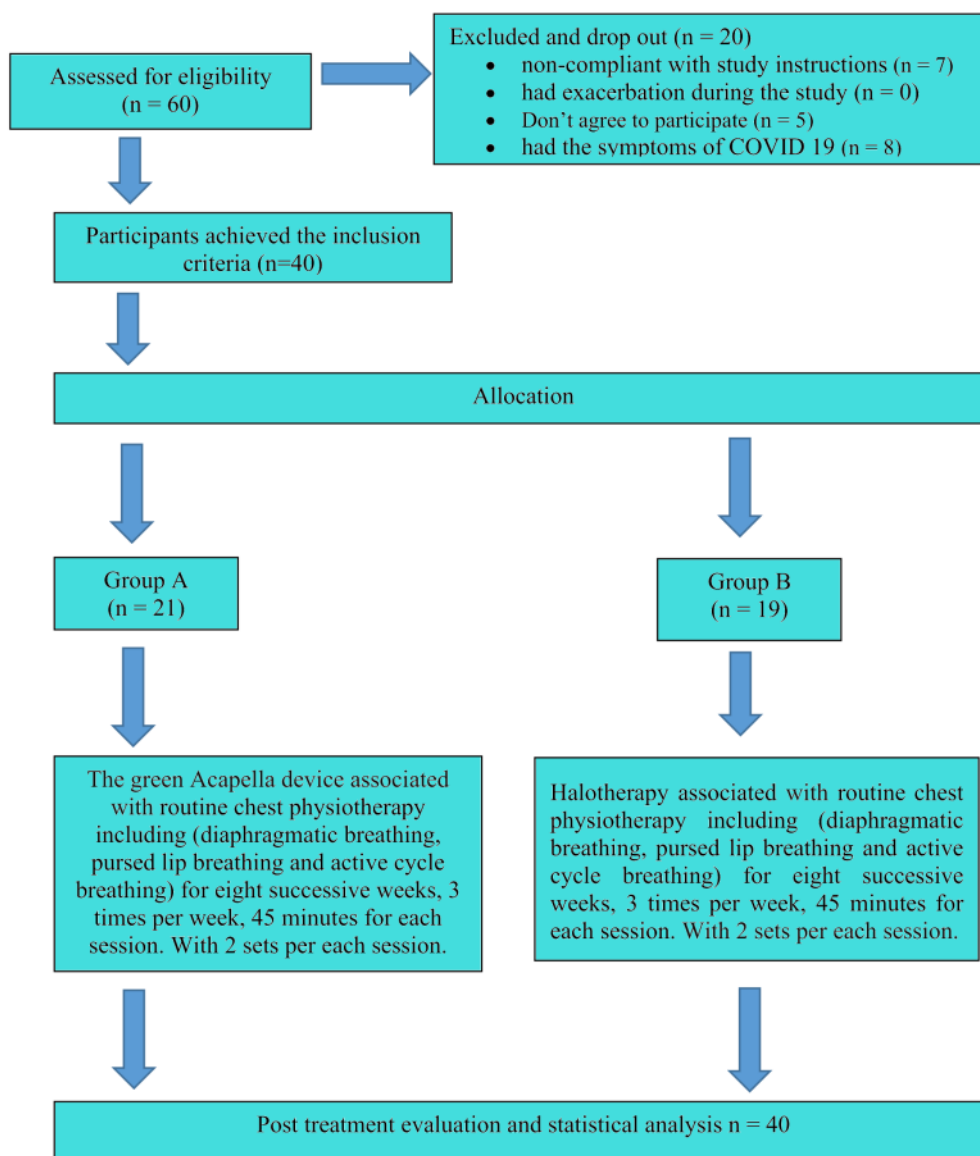 Assessed for eligibility
(n = 60)
Excluded and drop out (n = 20)
• non-compliant with study instructions (n = 7)
• had exacerbation during the study (n = 0)
• Don't agree to participate (n = 5)
• had the symptoms of COVID 19 (n = 8)
Participants achieved the inclusion
criteria (n=40)
Allocation
Group A
(n = 21)
Group B
(n = 19)
The green Acapella device associated
with routine chest physiotherapy
including (diaphragmatic breathing,
pursed lip breathing and active cycle
breathing) for eight successive weeks, 3
times per week, 45 minutes for each
session. With 2 sets per each session.
Halotherapy associated with routine chest
physiotherapy including (diaphragmatic
breathing, pursed lip breathing and active
cycle breathing) for eight successive
weeks, 3 times per week, 45 minutes for
each session. With 2 sets per each session.
Post treatment evaluation and statistical analysis n = 40